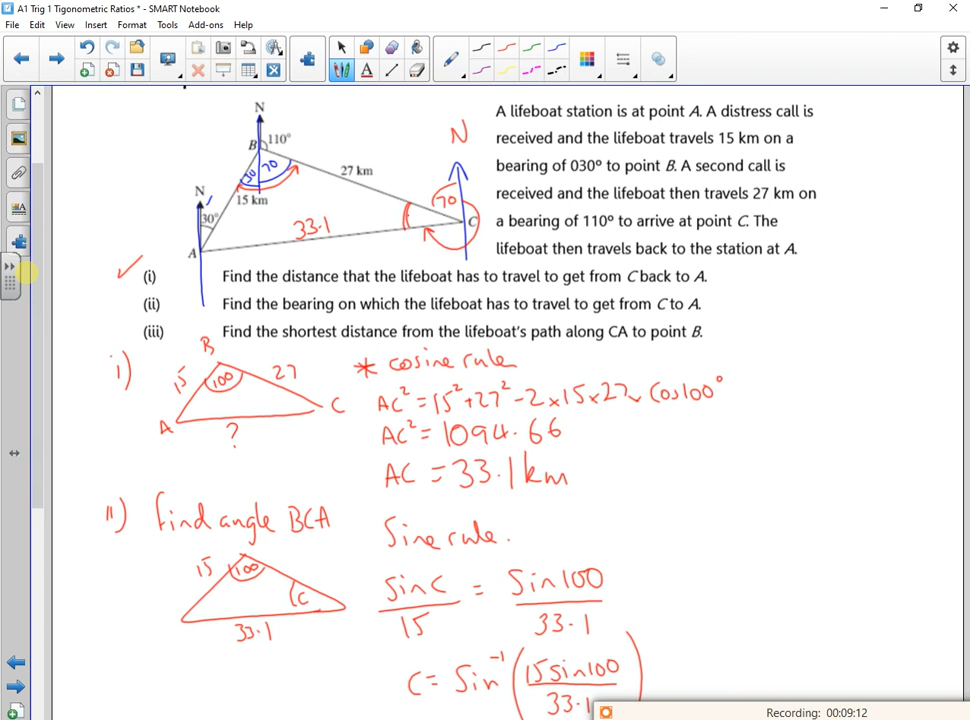 A1 Trig 1 Tigonometric Ratios * - SMART Notebook
File Edit View Insert Format Tools Add-ons Help
N
B 110°
30 70
27 km
15 km
N
30°
A
33.1
N
70
C
A lifeboat station is at point A. A distress call is
received and the lifeboat travels 15 km on a
bearing of 030° to point B. A second call is
received and the lifeboat then travels 27 km on
a bearing of 110° to arrive at point C. The
lifeboat then travels back to the station at A.
(i) Find the distance that the lifeboat has to travel to get from C back to A.
(ii) Find the bearing on which the lifeboat has to travel to get from C to A.
(iii) Find the shortest distance from the lifeboat's path along CA to point B.
i)
B
15 100 27
A C
?
* cosine rule
AC² = 15² + 27² - 2 × 15 × 27 × Cos100°
AC² = 1094.66
AC = 33.1 km
ii) find angle BCA
Sine rule.
15 100
C
33.1
Sin C = Sin 100
15 33.1
C = Sin⁻¹ (15 sin 100
33.1
Recording: 00:09:12